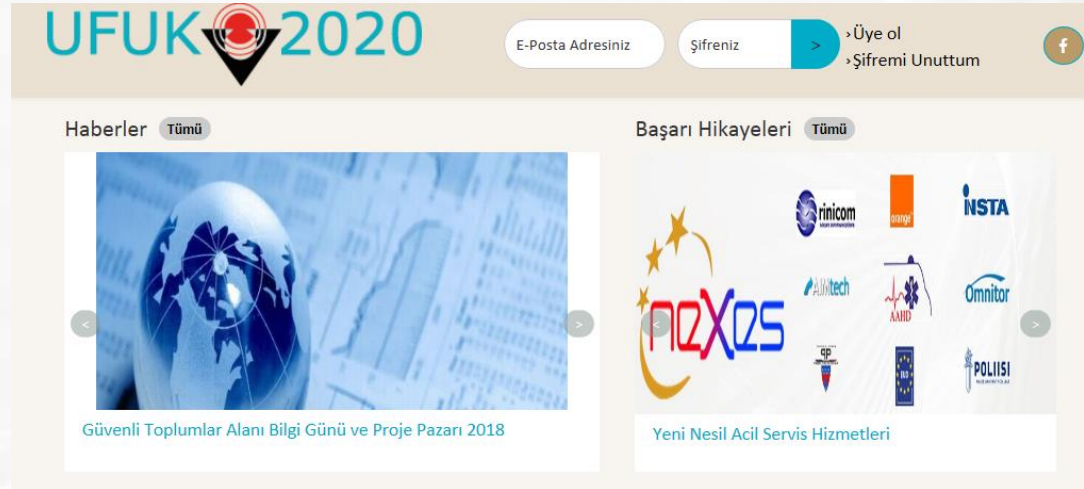 UFUK 2020
E-Posta Adresiniz
Şifreniz
>
›Üye ol
›Şifremi Unuttum
f
Haberler Tümü
Başarı Hikayeleri Tümü
rinicom
orange
INSTA
neXes
AIMtech
AAHD
Omnitor
POLIISI
< >
< >
Güvenli Toplumlar Alanı Bilgi Günü ve Proje Pazarı 2018
Yeni Nesil Acil Servis Hizmetleri